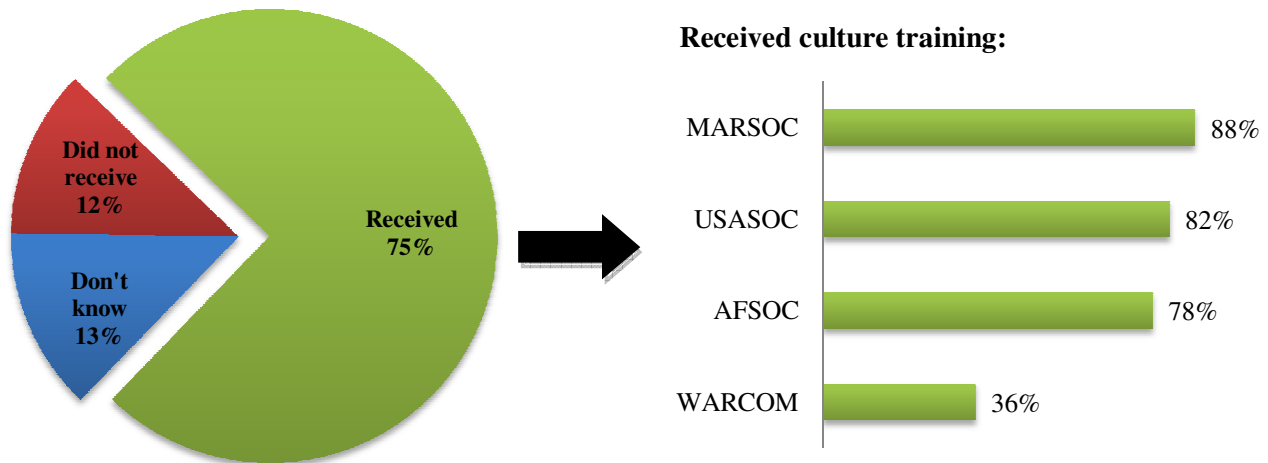 Did not
receive
12%
Don't
know
13%
Received
75%
Received culture training:
MARSOC
88%
USASOC
82%
AFSOC
78%
WARCOM
36%